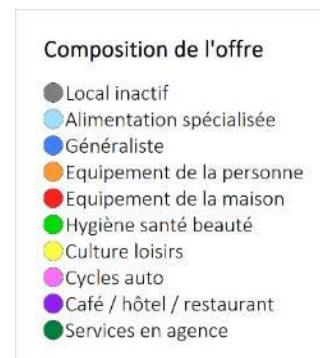 Composition de l'offre
Local inactif
Alimentation spécialisée
Généraliste
Equipement de la personne
Equipement de la maison
Hygiène santé beauté
Culture loisirs
Cycles auto
Café / hôtel / restaurant
Services en agence